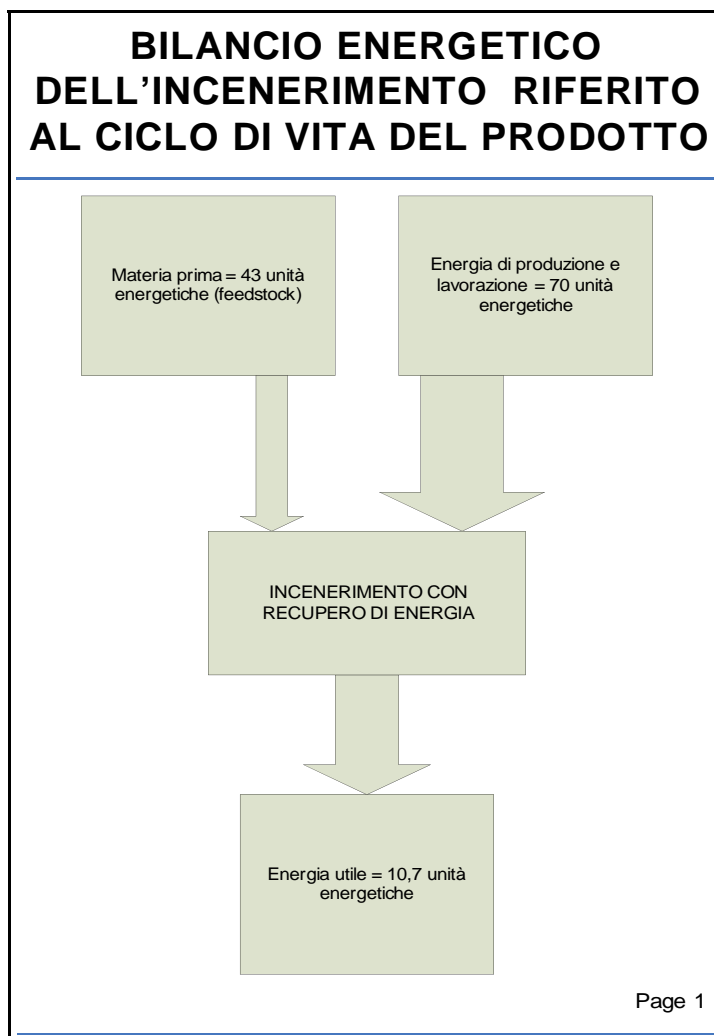 BILANCIO ENERGETICO
DELL’INCENERIMENTO RIFERITO
AL CICLO DI VITA DEL PRODOTTO
Materia prima = 43 unità
energetiche (feedstock)
Energia di produzione e
lavorazione = 70 unità
energetiche
INCENERIMENTO CON
RECUPERO DI ENERGIA
Energia utile = 10,7 unità
energetiche
Page 1